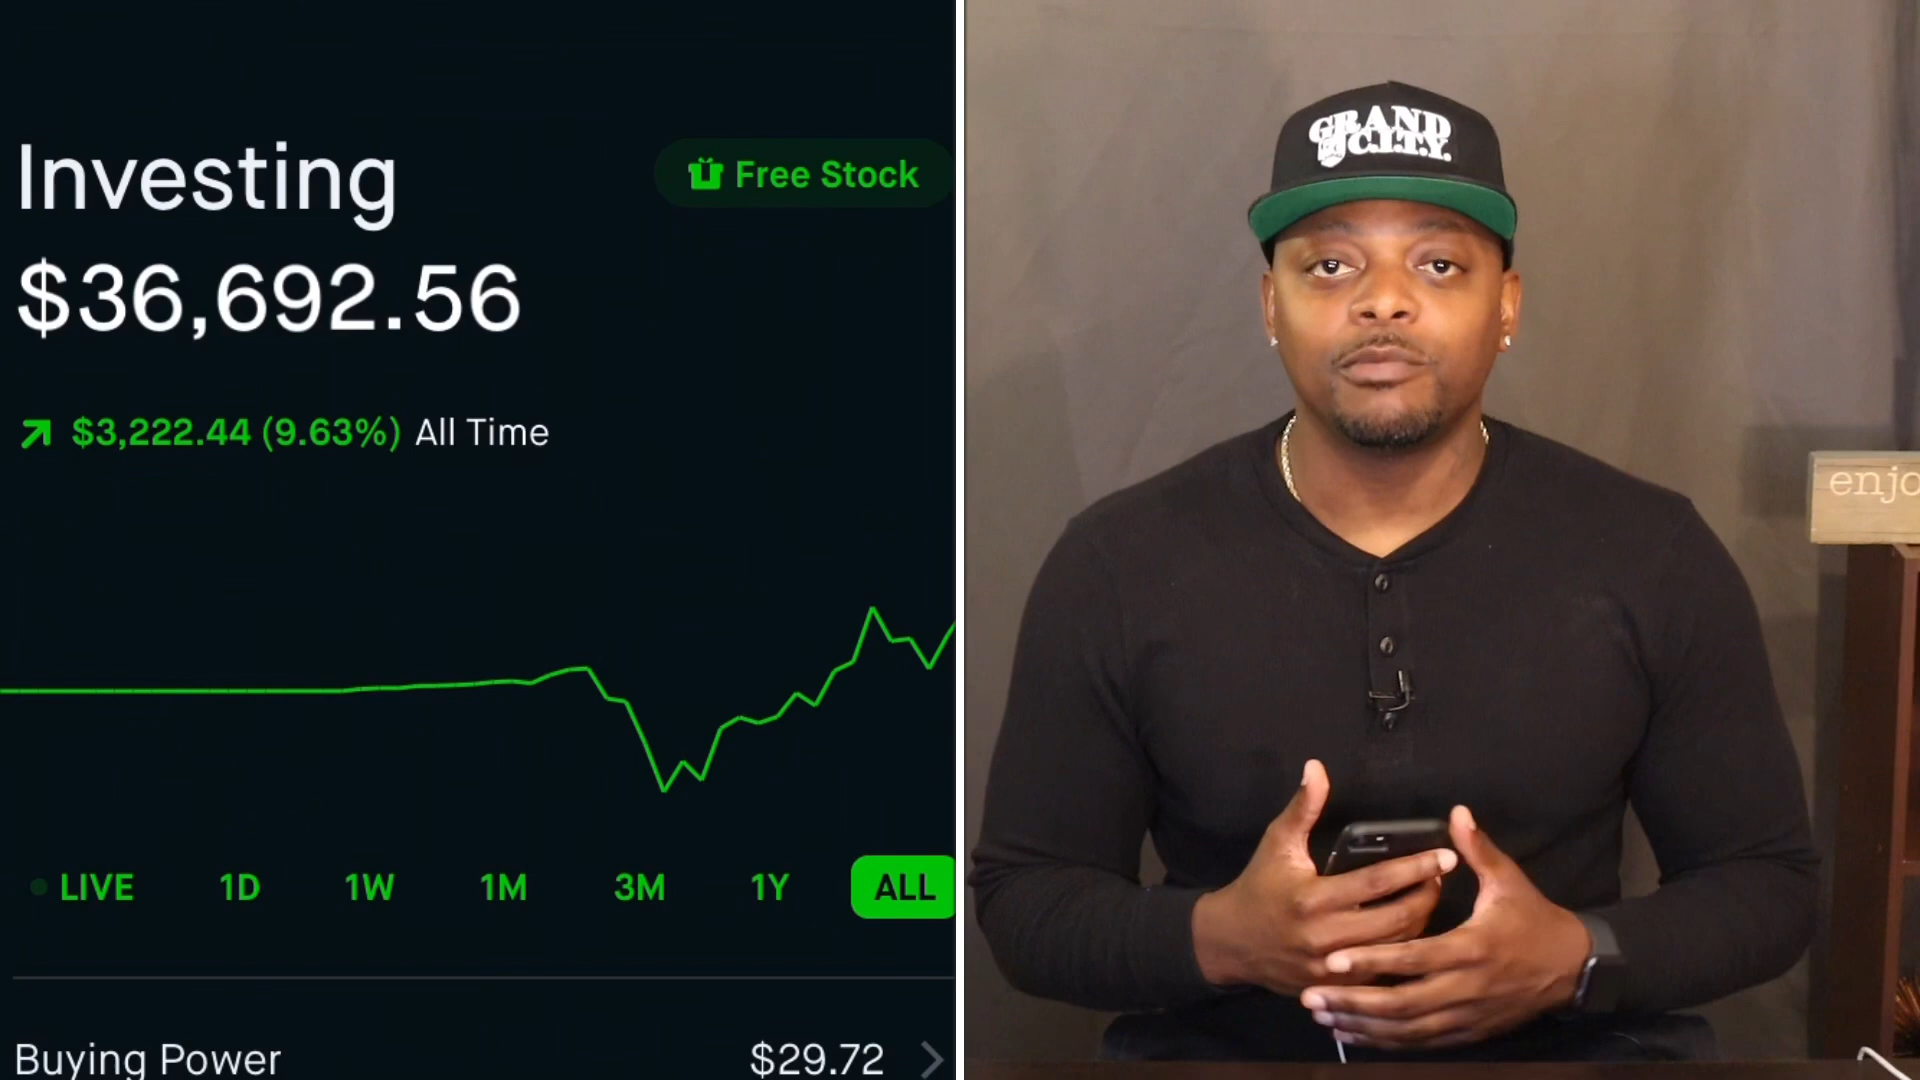 Investing
Free Stock
$36,692.56
$3,222.44 (9.63%) All Time
LIVE 1D 1W 1M 3M 1Y ALL
Buying Power $29.72
GRAND
C.I.T.Y.
enjo